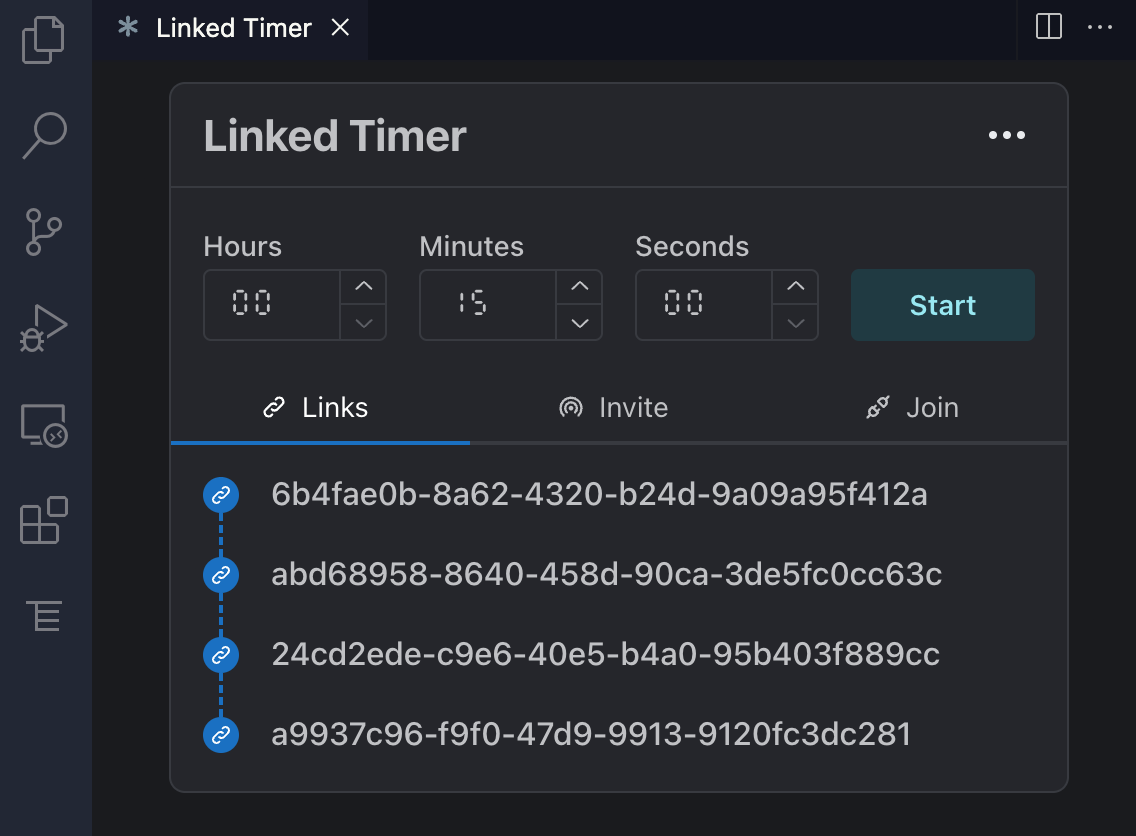 Linked Timer
Linked Timer
Hours Minutes Seconds
00 15 00 Start
Links Invite Join
6b4fae0b-8a62-4320-b24d-9a09a95f412a
abd68958-8640-458d-90ca-3de5fc0cc63c
24cd2ede-c9e6-40e5-b4a0-95b403f889cc
a9937c96-f9f0-47d9-9913-9120fc3dc281